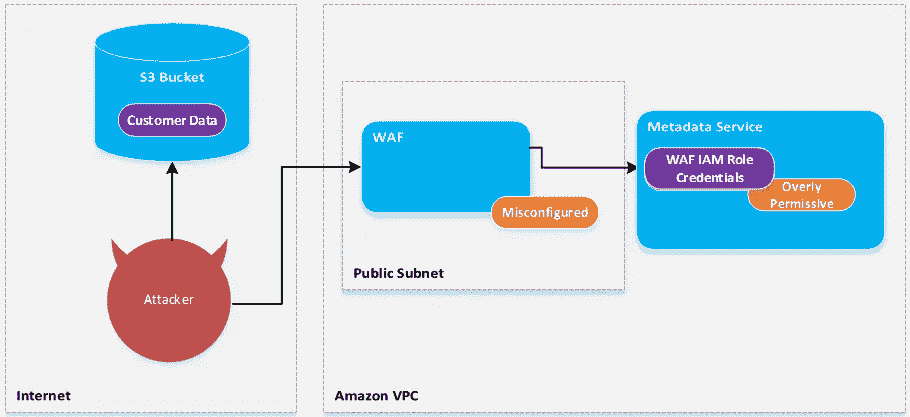 S3 Bucket
Customer Data
WAF
Metadata Service
WAF IAM Role
Credentials
Overly
Permissive
Misconfigured
Public Subnet
Attacker
Internet
Amazon VPC